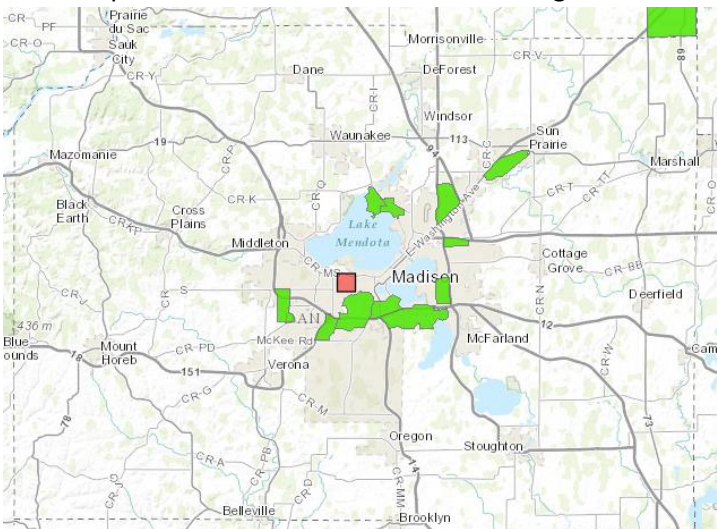 Prairie
du Sac
CR-PF
CR-O
Sauk
City
CR-Y
Morrisonville
CR-V
68
Dane
DeForest
CR-I
Windsor
Waunakee
113
94
CR-C
Sun
Prairie
19
CR-P
Mazomanie
Marshall
CR-Q
CR-T
CR-TT
CR-O
CR-K
Black
Earth
Cross
Plains
CR-KP
Lake
Mendota
E Washington Ave
Middleton
CR-MS
Madison
Cottage
Grove
CR-BB
CR-J
S
CR-N
Deerfield
436 m
AN
12
Blue
ounds
Mount
Horeb
CR-PD
McKee Rd
McFarland
CR-W
Cam
18
151
Verona
CR-G
CR-M
78
73
Oregon
Stoughton
CR-A
CR-PB
CR-D
14
CR-MM
Belleville
Brooklyn